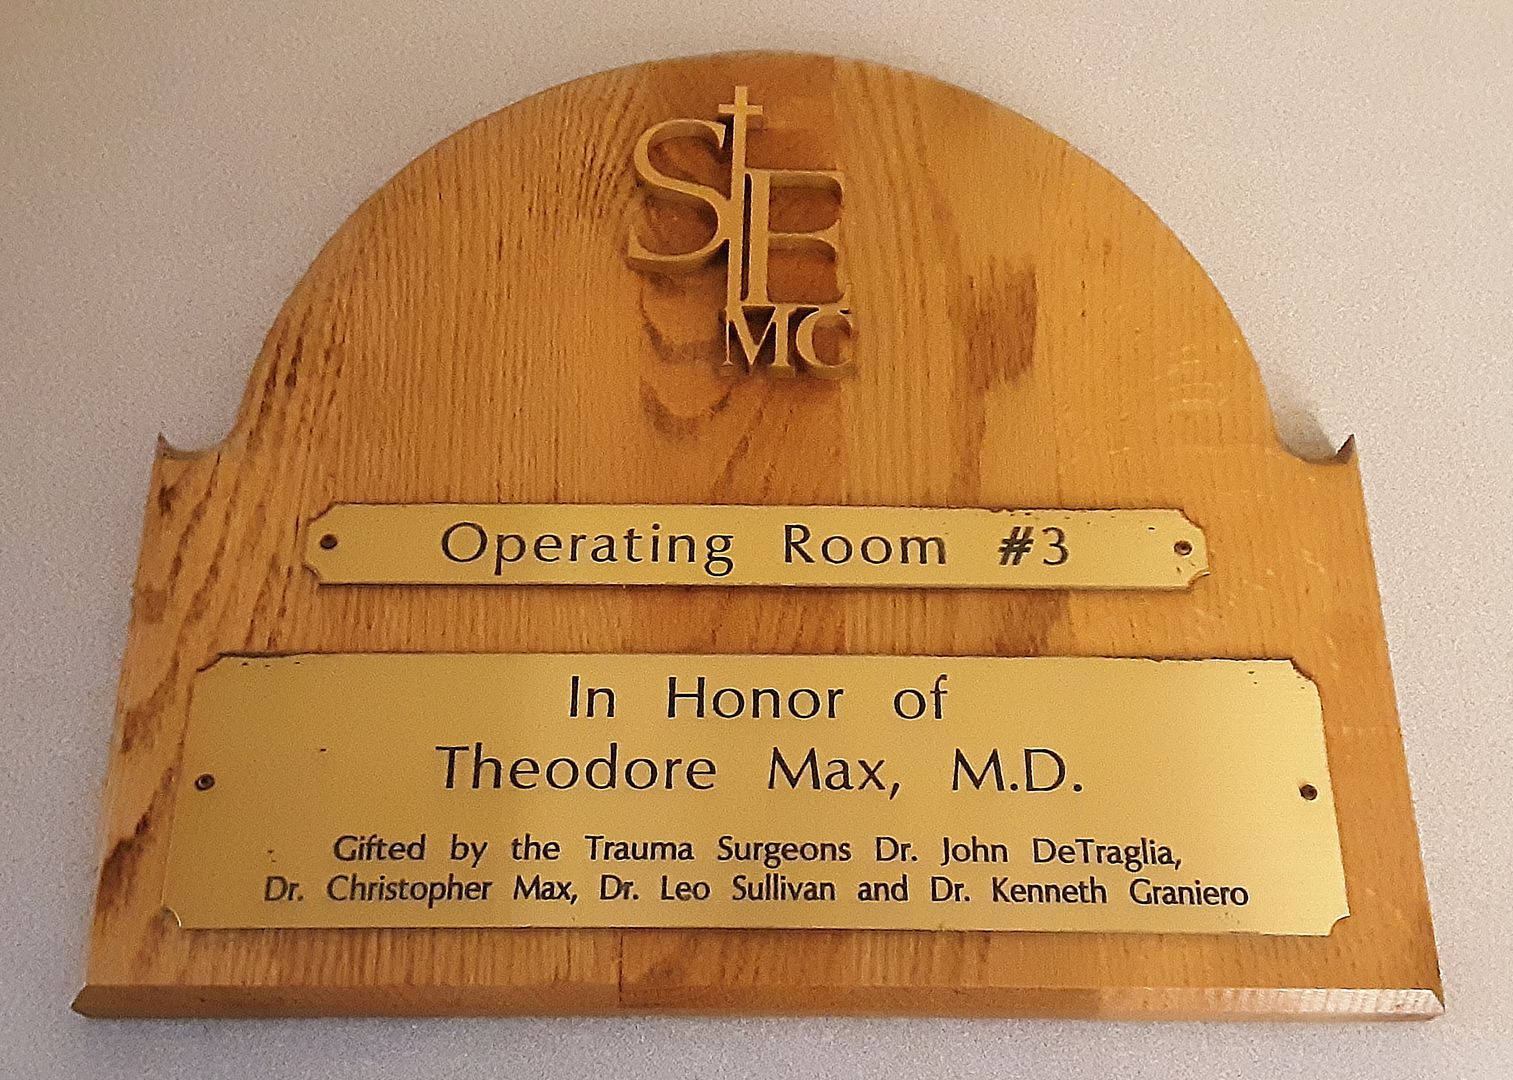 SE
MC
Operating Room #3
In Honor of
Theodore Max, M.D.
Gifted by the Trauma Surgeons Dr. John DeTraglia,
Dr. Christopher Max, Dr. Leo Sullivan and Dr. Kenneth Graniero